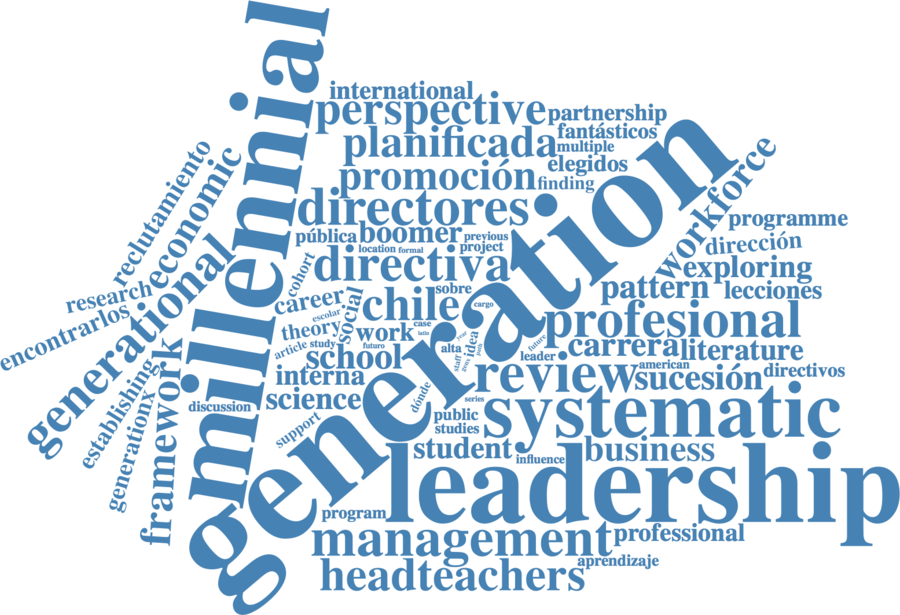 millennial
international
perspective
partnership
planificada
fantásticos
multiple
elegidos
promoción
finding
directores
generation
workforce
reclutamiento
economic
generational
research
encontrarlos
pública
boomer
previous
project
location
formal
programme
dirección
directiva
exploring
cohort
sobre
pattern
lecciones
career
social
chile
cargo
profesional
escolar
theory
work
case
latin
idea
future
carrera
literature
article
study
futuro
alta
staff
path
leader
school
review
american
sucesión
directivos
interna
establishing
generationx
framework
discussion
science
dónde
series
systematic
public
studies
support
student
influence
business
leadership
program
management
professional
aprendizaje
headteachers